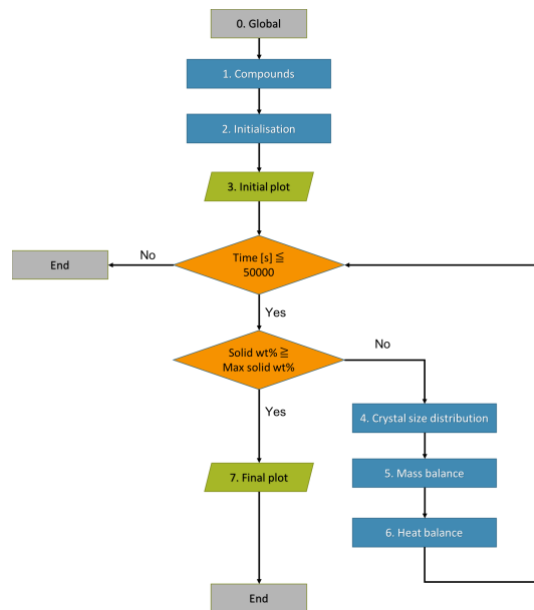 0. Global
1. Compounds
2. Initialisation
3. Initial plot
No
End
Time [s] ≦
50000
Yes
Solid wt% ≧
Max solid wt%
No
Yes
4. Crystal size distribution
5. Mass balance
7. Final plot
6. Heat balance
End